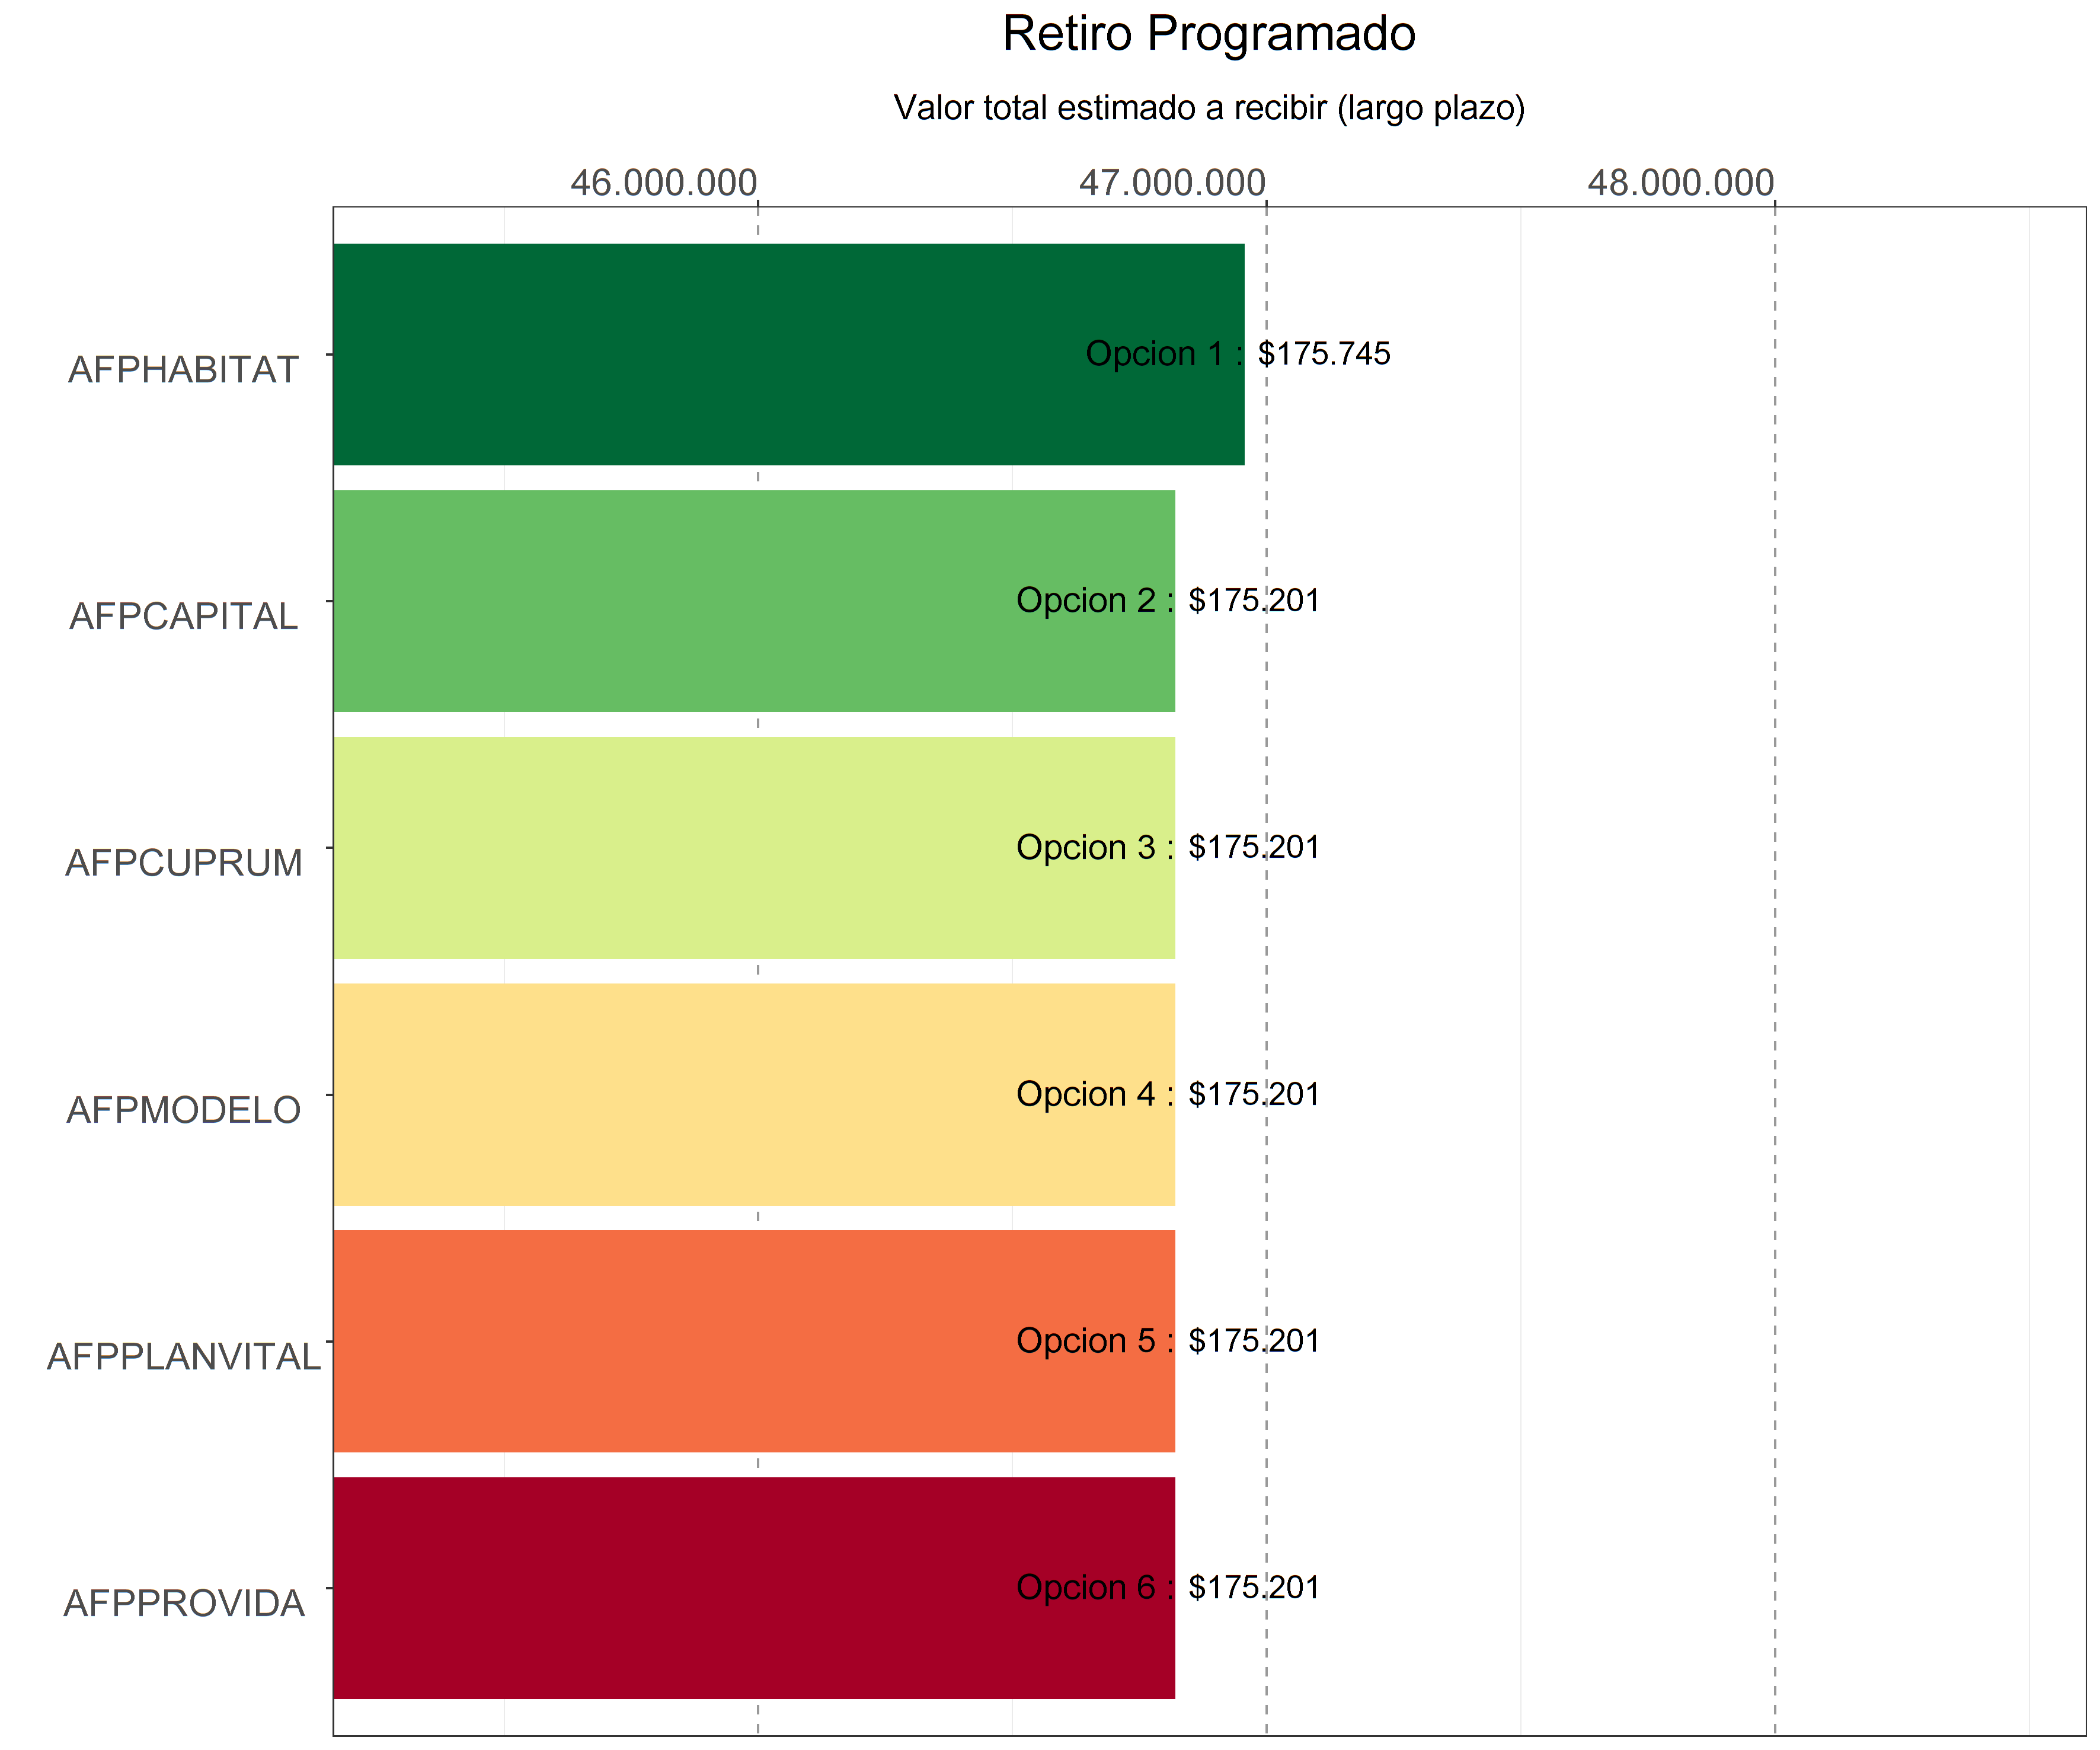 Retiro Programado
Valor total estimado a recibir (largo plazo)
46.000.000 47.000.000 48.000.000
AFPHABITAT Opcion 1 : $175.745
AFPCAPITAL Opcion 2 : $175.201
AFPCUPRUM Opcion 3 : $175.201
AFPMODELO Opcion 4 : $175.201
AFPPLANVITAL Opcion 5 : $175.201
AFPPROVIDA Opcion 6 : $175.201